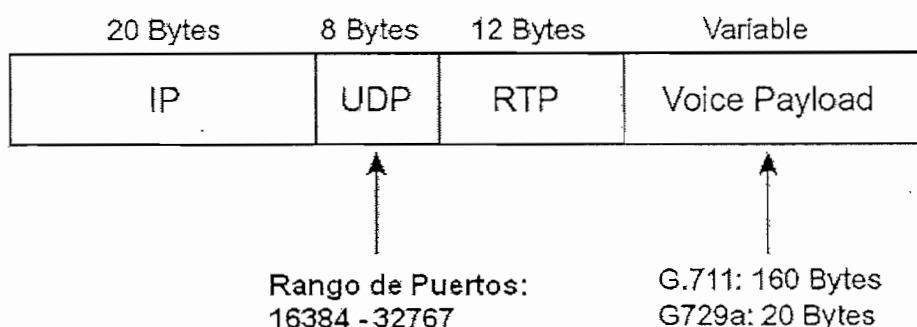 20 Bytes 8 Bytes 12 Bytes Variable
IP UDP RTP Voice Payload
Rango de Puertos: G.711: 160 Bytes
16384 - 32767 G729a: 20 Bytes